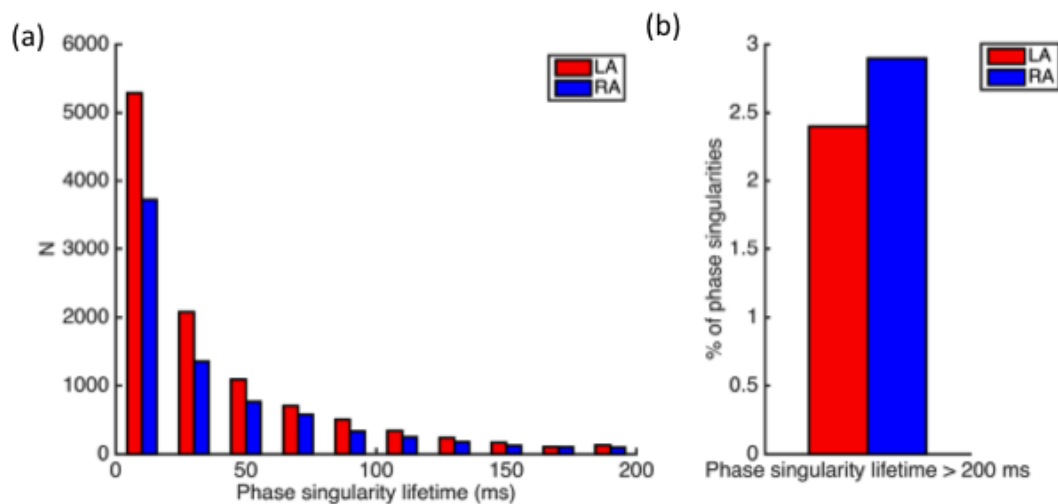 (a)
6000
5000
4000
3000
2000
1000
0
N
0 50 100 150 200
Phase singularity lifetime (ms)
LA
RA
(b)
3
2.5
2
1.5
1
0.5
0
% of phase singularities
Phase singularity lifetime > 200 ms
LA
RA